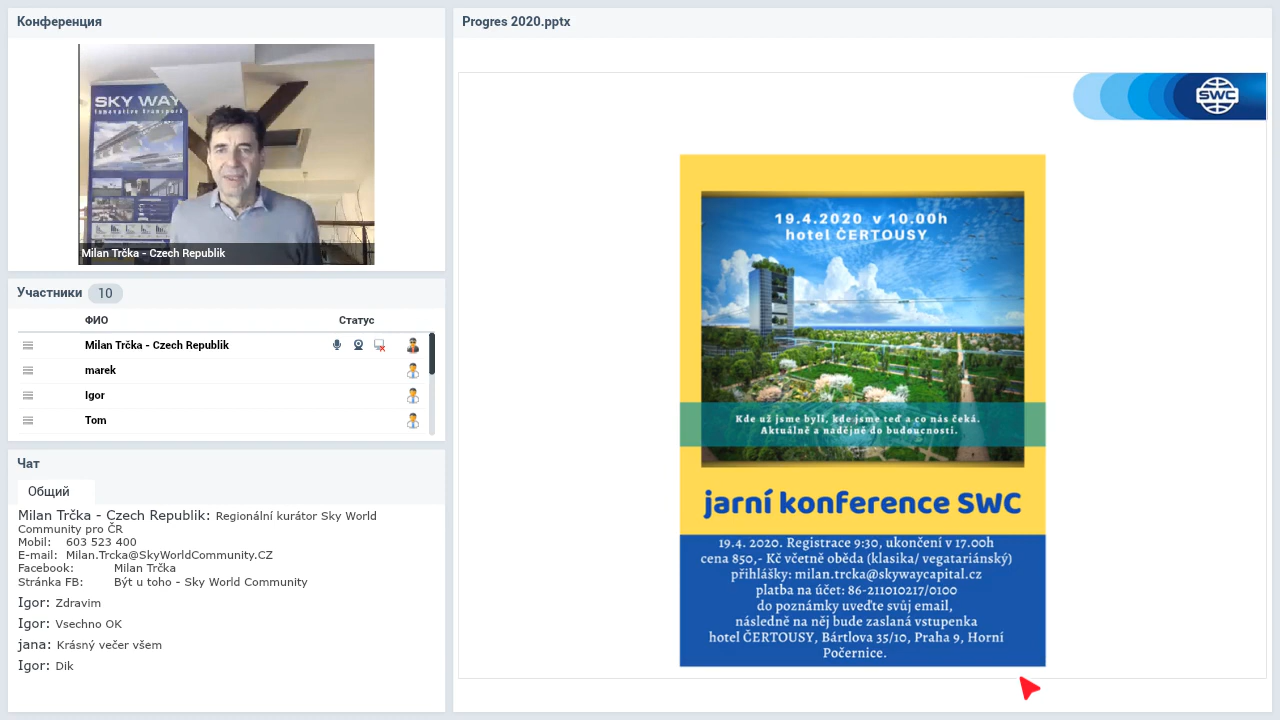 Конференция
SKY WAY
innovative transport
Milan Trčka - Czech Republik
Участники 10
ФИО Статус
Milan Trčka - Czech Republik
marek
Igor
Tom
Чат
Общий
Milan Trčka - Czech Republik: Regionální kurátor Sky World
Community pro ČR
Mobil: 603 523 400
E-mail: Milan.Trcka@SkyWorldCommunity.CZ
Facebook: Milan Trčka
Stránka FB: Být u toho - Sky World Community
Igor: Zdravim
Igor: Vsechno OK
jana: Krásný večer všem
Igor: Dik
Progres 2020.pptx
SWC
19.4.2020 v 10.00h
hotel ČERTOUSY
Kde už jsme byli, kde jsme teď a co nás čeká.
Aktuálně a nadějně do budoucnosti.
jarní konference SWC
19.4. 2020. Registrace 9:30, ukončení v 17.00h
cena 850,- Kč včetně oběda (klasika/ vegatariánský)
přihlášky: milan.trcka@skywaycapital.cz
platba na účet: 86-211010217/0100
do poznámky uveďte svůj email,
následně na něj bude zaslaná vstupenka
hotel ČERTOUSY, Bártlova 35/10, Praha 9, Horní
Počernice.